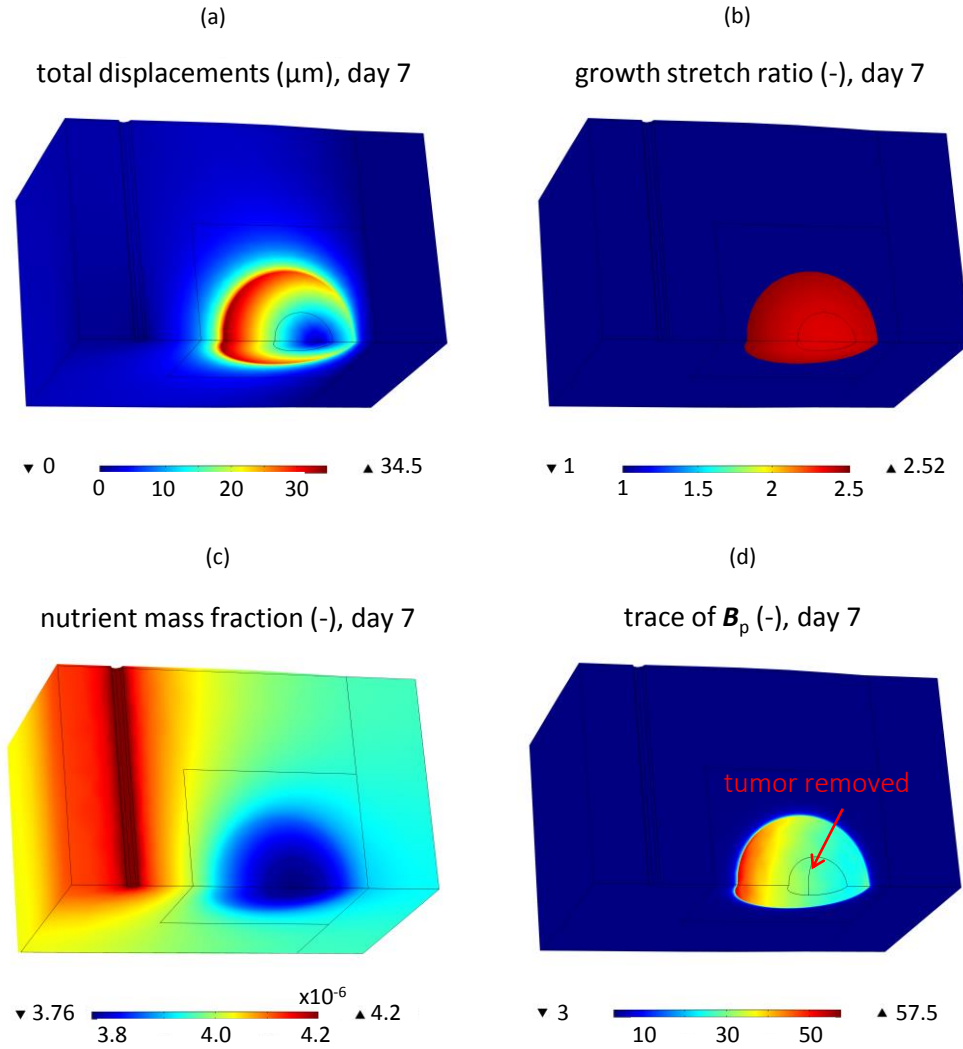 (a)
total displacements (μm), day 7
▼ 0
0 10 20 30
▲ 34.5
(b)
growth stretch ratio (-), day 7
▼ 1
1 1.5 2 2.5
▲ 2.52
(c)
nutrient mass fraction (-), day 7
x10⁻⁶
▼ 3.76
3.8 4.0 4.2
▲ 4.2
(d)
trace of Bₚ (-), day 7
tumor removed
▼ 3
10 30 50
▲ 57.5